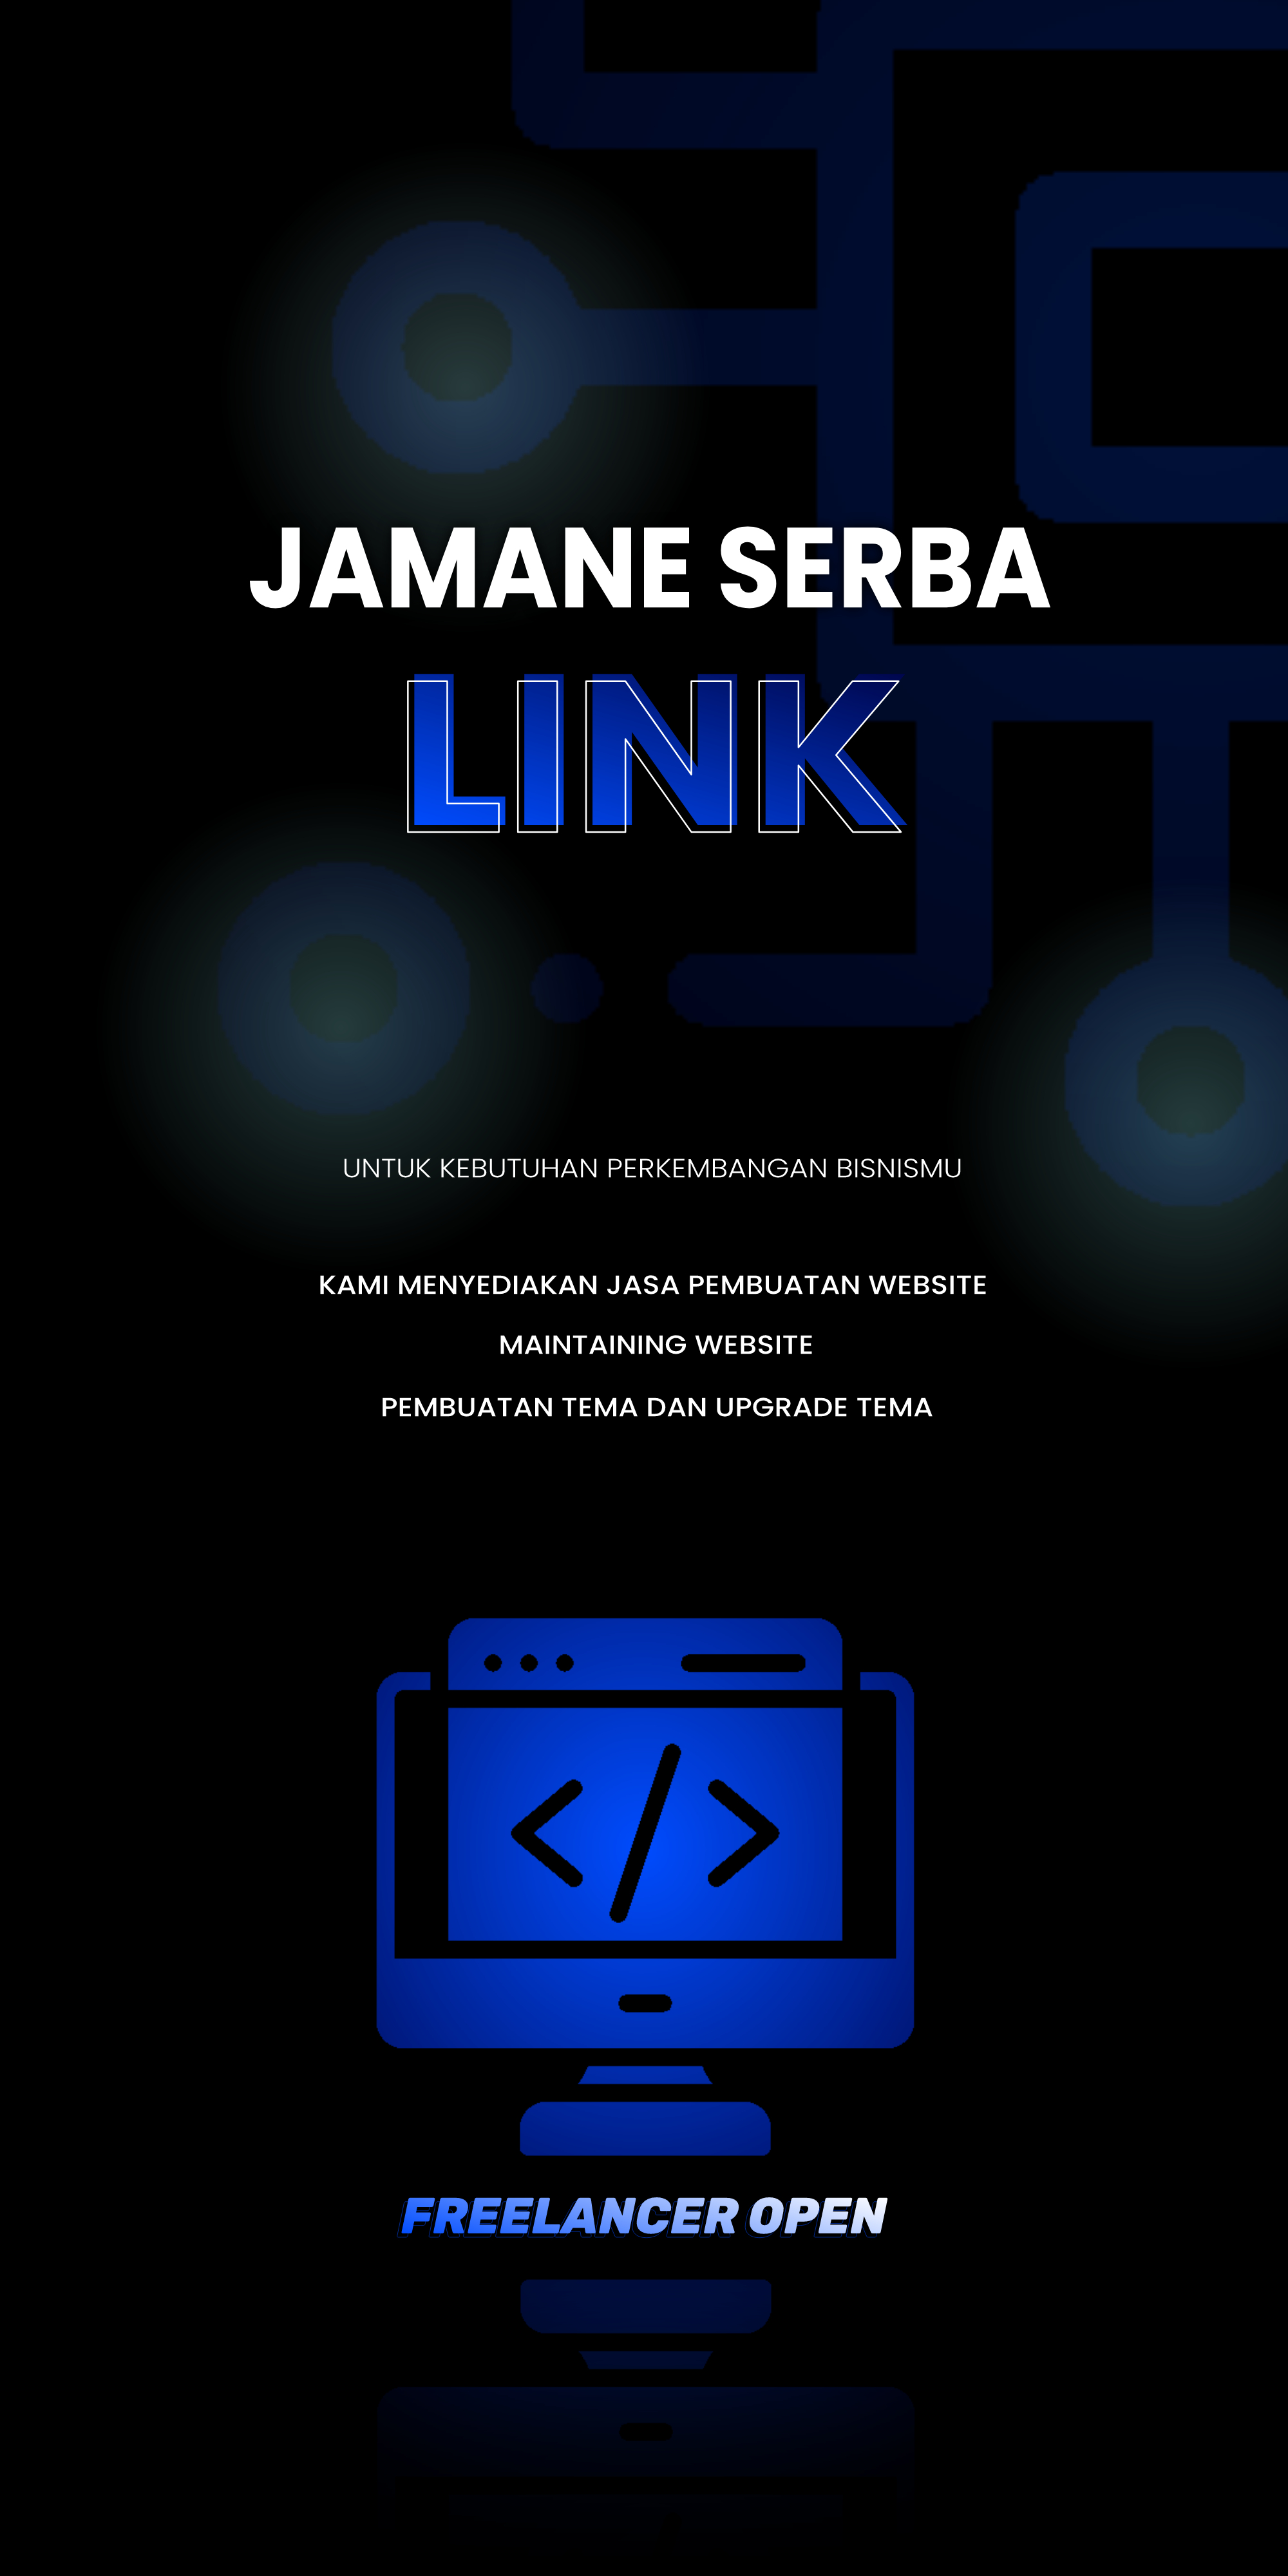 JAMANE SERBA
LINK
UNTUK KEBUTUHAN PERKEMBANGAN BISNISMU
KAMI MENYEDIAKAN JASA PEMBUATAN WEBSITE
MAINTAINING WEBSITE
PEMBUATAN TEMA DAN UPGRADE TEMA
</>
FREELANCER OPEN